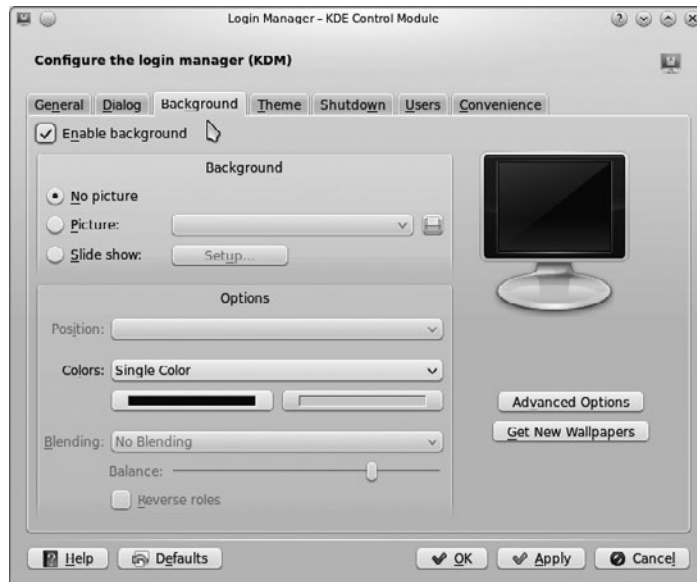 Login Manager – KDE Control Module
Configure the login manager (KDM)
General Dialog Background Theme Shutdown Users Convenience
Enable background
Background
No picture
Picture:
Slide show: Setup...
Options
Position:
Colors: Single Color
Advanced Options
Blending: No Blending
Get New Wallpapers
Balance:
Reverse roles
Help Defaults OK Apply Cancel